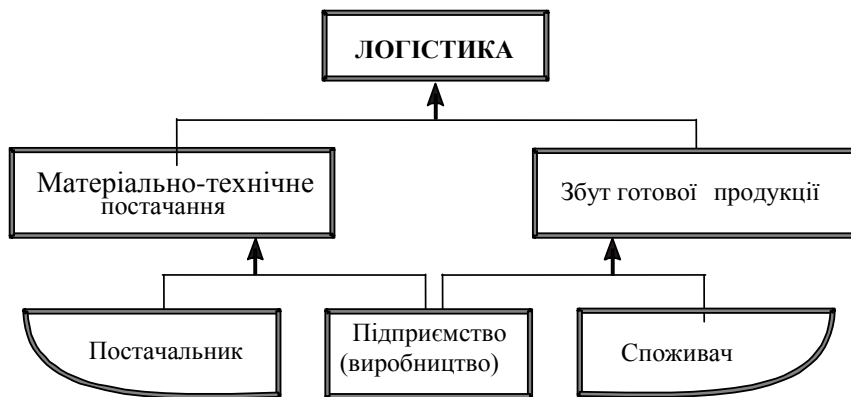 ЛОГІСТИКА
Матеріально-технічне
постачання
Збут готової продукції
Постачальник
Підприємство
(виробництво)
Споживач